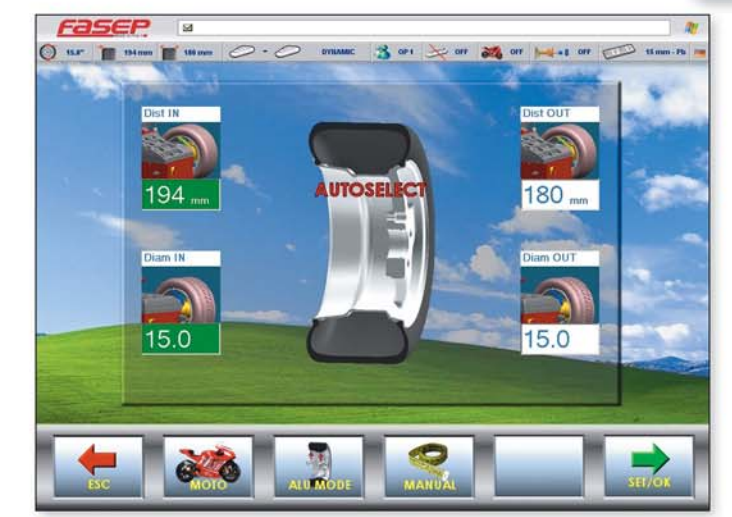 FASEP
15.0" 194 mm 180 mm - DYNAMIC OP 1 OFF OFF OFF 15 mm - Pb
Dist IN
Dist OUT
AUTOSELECT
194 mm
180 mm
Diam IN
Diam OUT
15.0
15.0
ESC
MOTO
ALU MODE
MANUAL
SET/OK